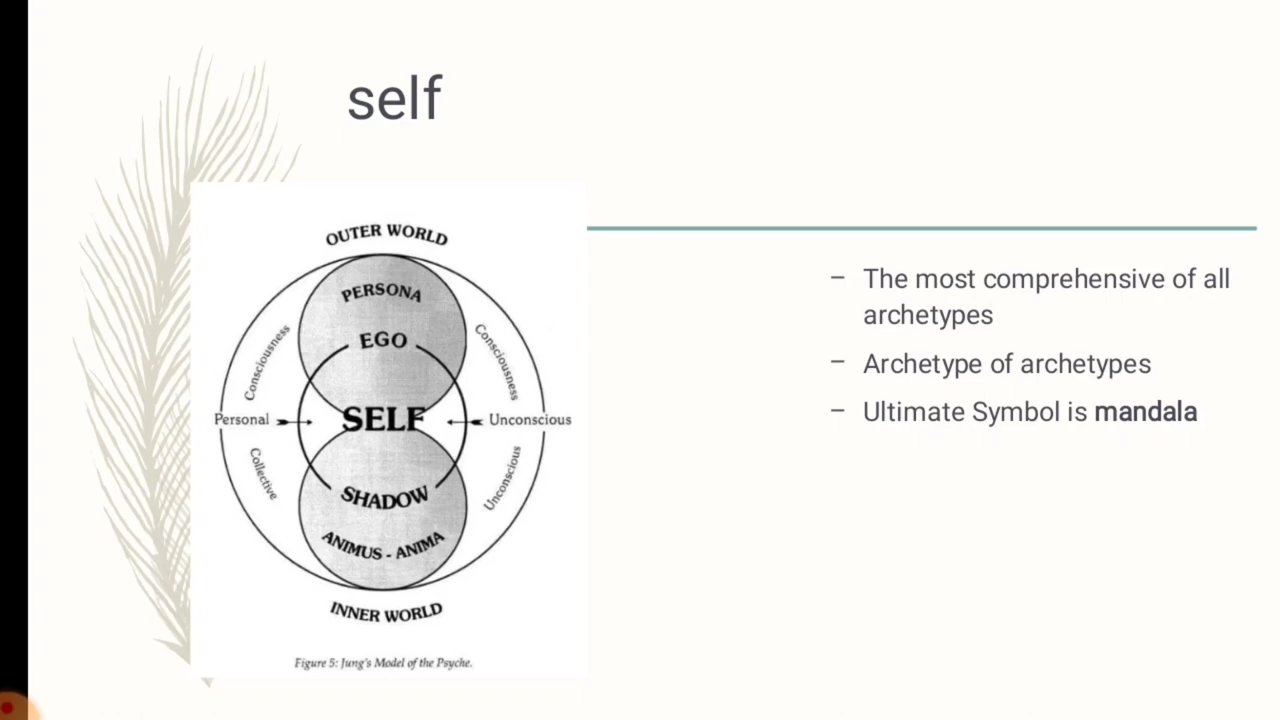 self
OUTER WORLD
PERSONA
EGO
Consciousness
Consciousness
Personal
SELF
Unconscious
Collective
Unconscious
SHADOW
ANIMUS - ANIMA
INNER WORLD
Figure 5: Jung's Model of the Psyche.
– The most comprehensive of all
archetypes
– Archetype of archetypes
– Ultimate Symbol is mandala